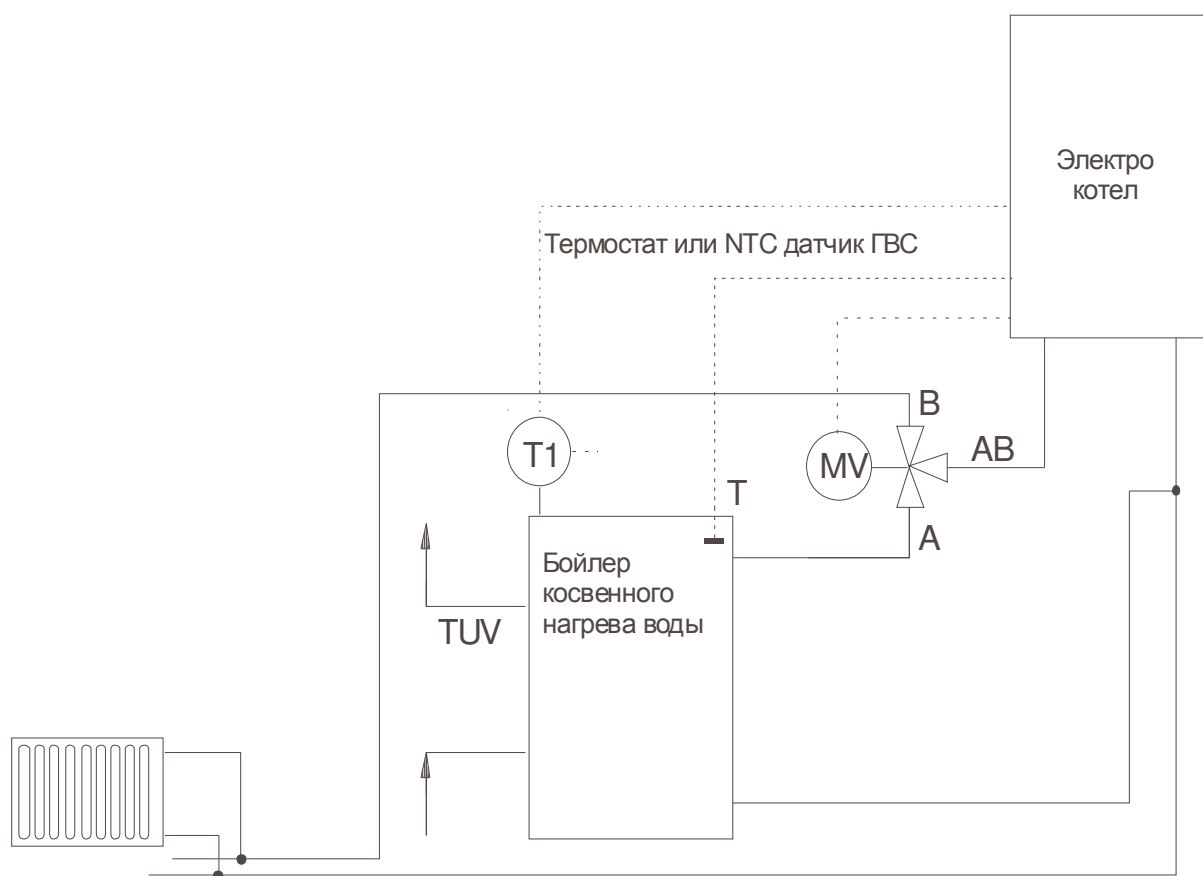 Электро
котел
Термостат или NTC датчик ГВС
B
T1
MV
AB
T
A
Бойлер
косвенного
нагрева воды
TUV